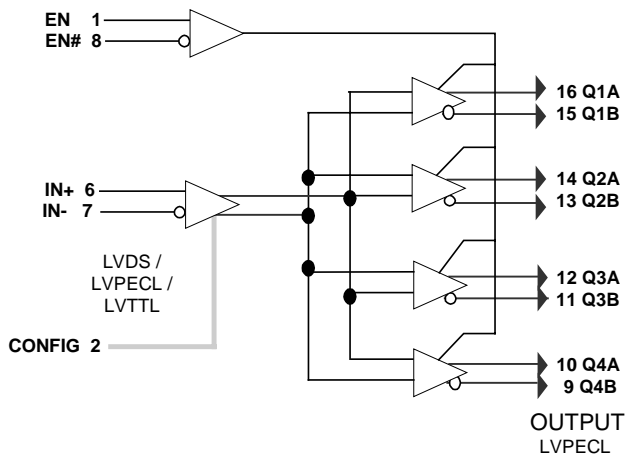 EN 1
EN# 8
16 Q1A
15 Q1B
14 Q2A
13 Q2B
IN+ 6
IN- 7
LVDS /
LVPECL /
LVTTL
12 Q3A
11 Q3B
CONFIG 2
10 Q4A
9 Q4B
OUTPUT
LVPECL